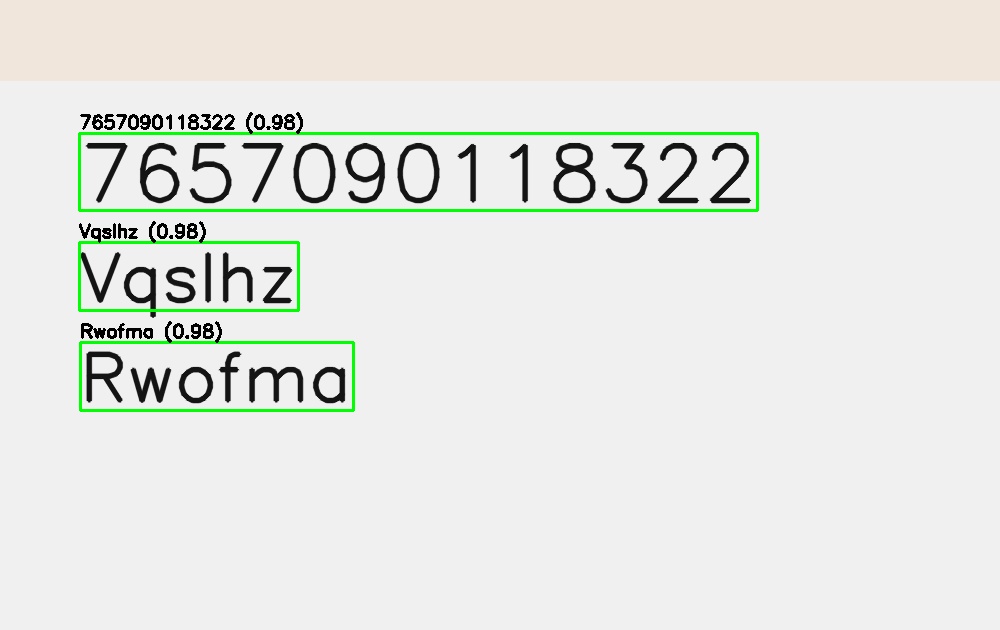 7657090118322 (0.98)
7657090118322
Vqslhz (0.98)
Vqslhz
Rwofma (0.98)
Rwofma